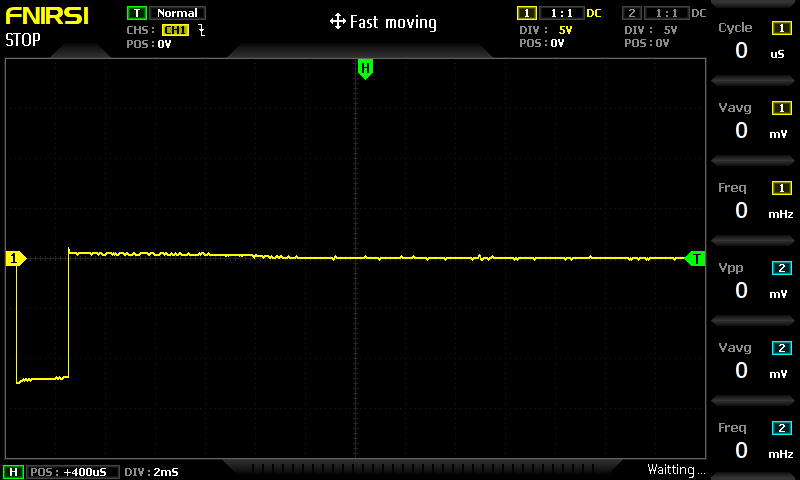 FNIRSI
STOP
T Normal
CHS: CH1
POS: 0V
Fast moving
1 1:1 DC
DIV: 5V
POS: 0V
2 1:1 DC
DIV: 5V
POS: 0V
H
1
T
Cycle 1
0 uS
Vavg 1
0 mV
Freq 1
0 mHz
Vpp 2
0 mV
Vavg 2
0 mV
Freq 2
0 mHz
H POS: +400uS DIV: 2mS
Waitting...